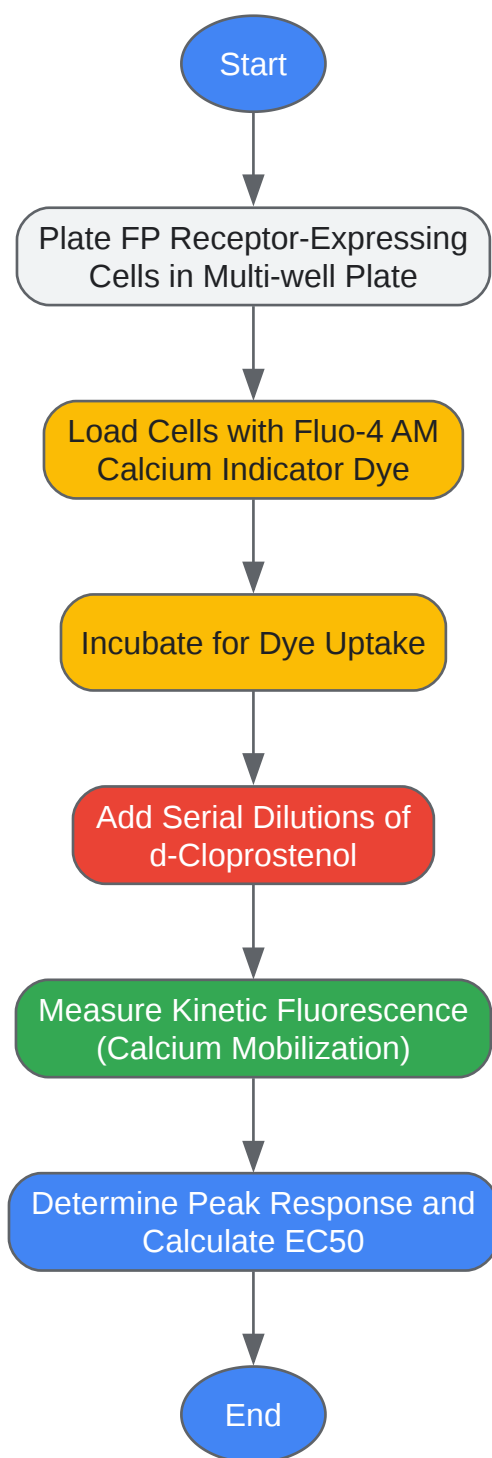 Start
Plate FP Receptor-Expressing
Cells in Multi-well Plate
Load Cells with Fluo-4 AM
Calcium Indicator Dye
Incubate for Dye Uptake
Add Serial Dilutions of
d-Cloprostenol
Measure Kinetic Fluorescence
(Calcium Mobilization)
Determine Peak Response and
Calculate EC50
End